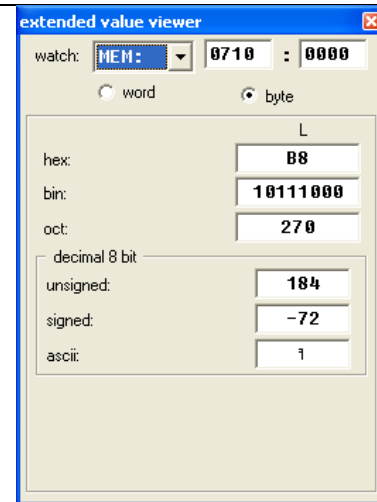 extended value viewer
watch: MEM: 0710 : 0000
word byte
L
hex: B8
bin: 10111000
oct: 270
decimal 8 bit
unsigned: 184
signed: -72
ascii: ╕